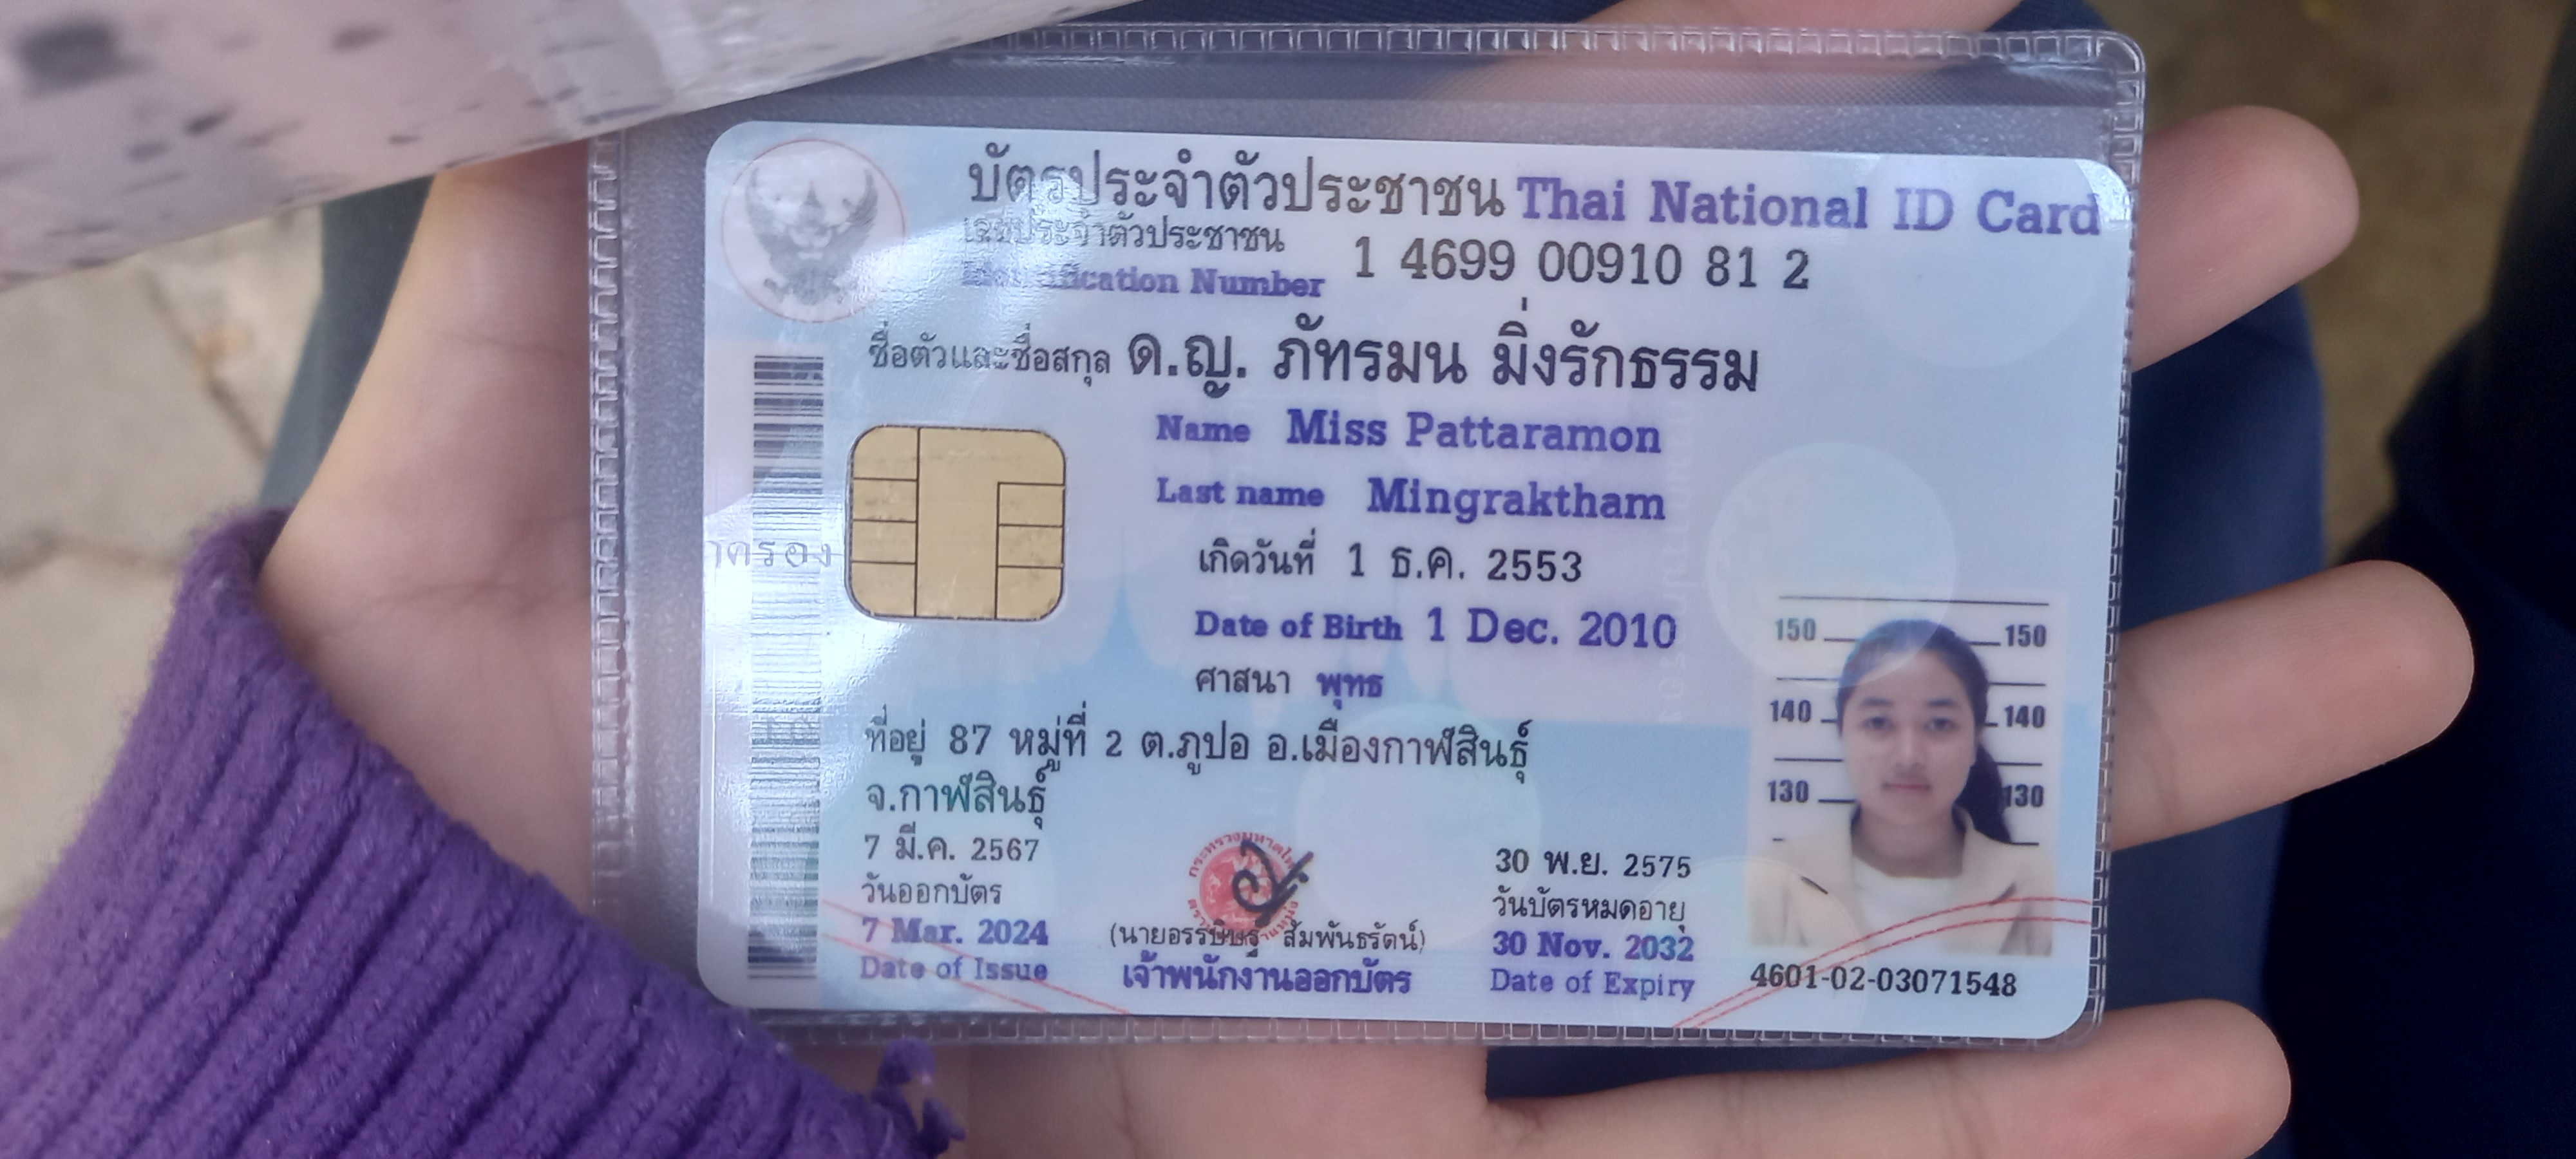 บัตรประจำตัวประชาชน Thai National ID Card
เลขประจำตัวประชาชน 1 4699 00910 81 2
Identification Number
ชื่อตัวและชื่อสกุล ด.ญ. ภัทรมน มิ่งรักธรรม
Name Miss Pattaramon
Last name Mingraktham
เกิดวันที่ 1 ธ.ค. 2553
Date of Birth 1 Dec. 2010
ศาสนา พุทธ
ที่อยู่ 87 หมู่ที่ 2 ต.ภูปอ อ.เมืองกาฬสินธุ์
จ.กาฬสินธุ์
7 มี.ค. 2567
วันออกบัตร
7 Mar. 2024
Date of Issue
สัมพันธรัตน์)
เจ้าพนักงานออกบัตร
30 พ.ย. 2575
วันบัตรหมดอายุ
30 Nov. 2032
Date of Expiry
150 150
140 140
130 130
4601-02-03071548